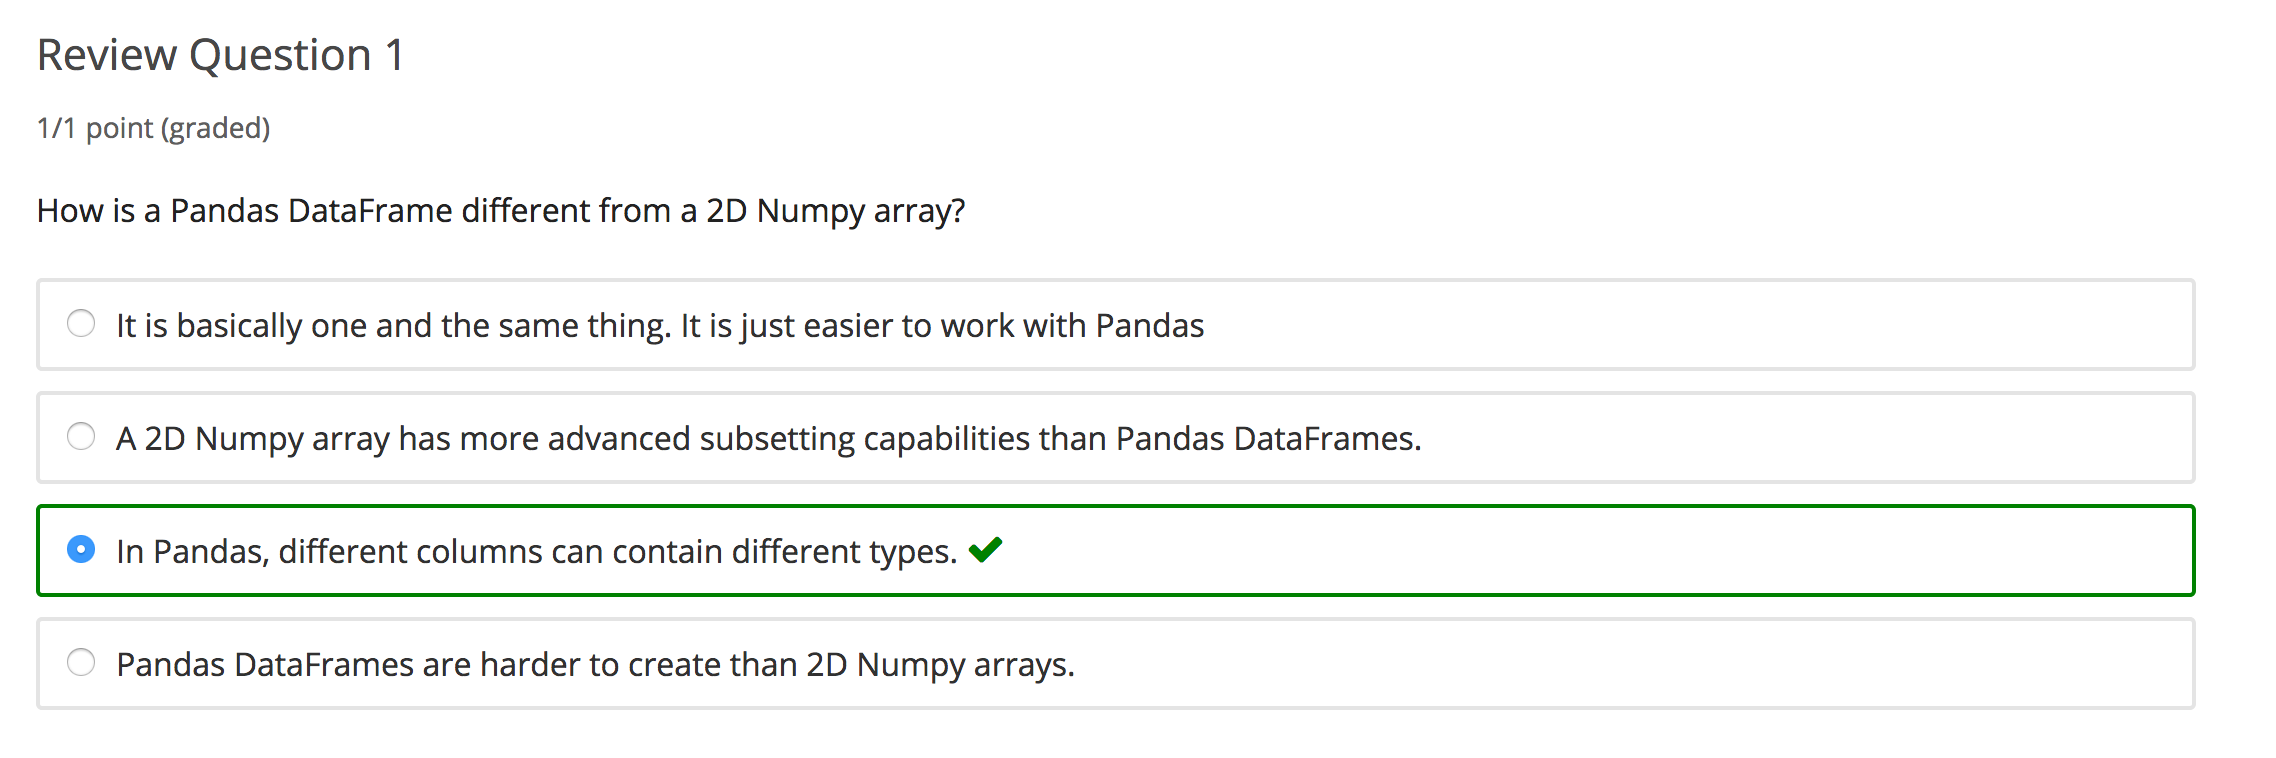 Review Question 1
1/1 point (graded)
How is a Pandas DataFrame different from a 2D Numpy array?
It is basically one and the same thing. It is just easier to work with Pandas
A 2D Numpy array has more advanced subsetting capabilities than Pandas DataFrames.
In Pandas, different columns can contain different types.
Pandas DataFrames are harder to create than 2D Numpy arrays.